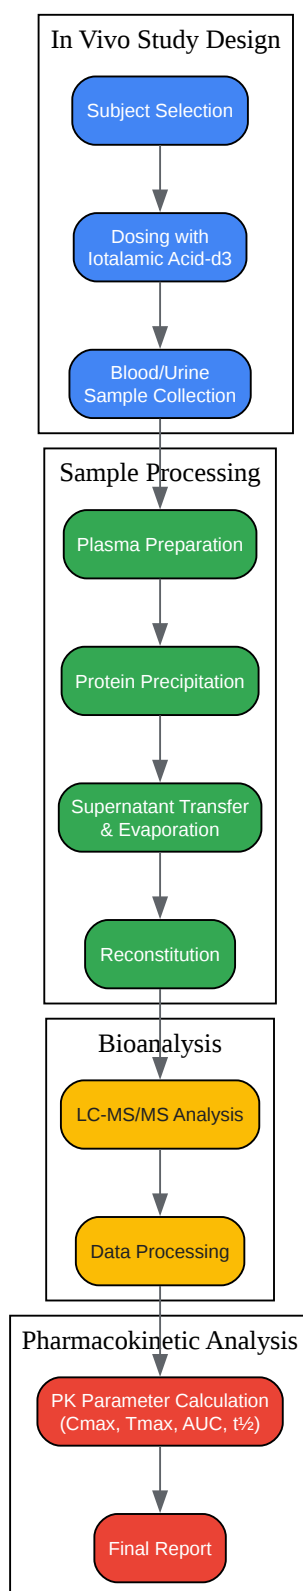 In Vivo Study Design
Subject Selection
Dosing with
Iotalamic Acid-d3
Blood/Urine
Sample Collection
Sample Processing
Plasma Preparation
Protein Precipitation
Supernatant Transfer
& Evaporation
Reconstitution
Bioanalysis
LC-MS/MS Analysis
Data Processing
Pharmacokinetic Analysis
PK Parameter Calculation
(Cmax, Tmax, AUC, t½)
Final Report